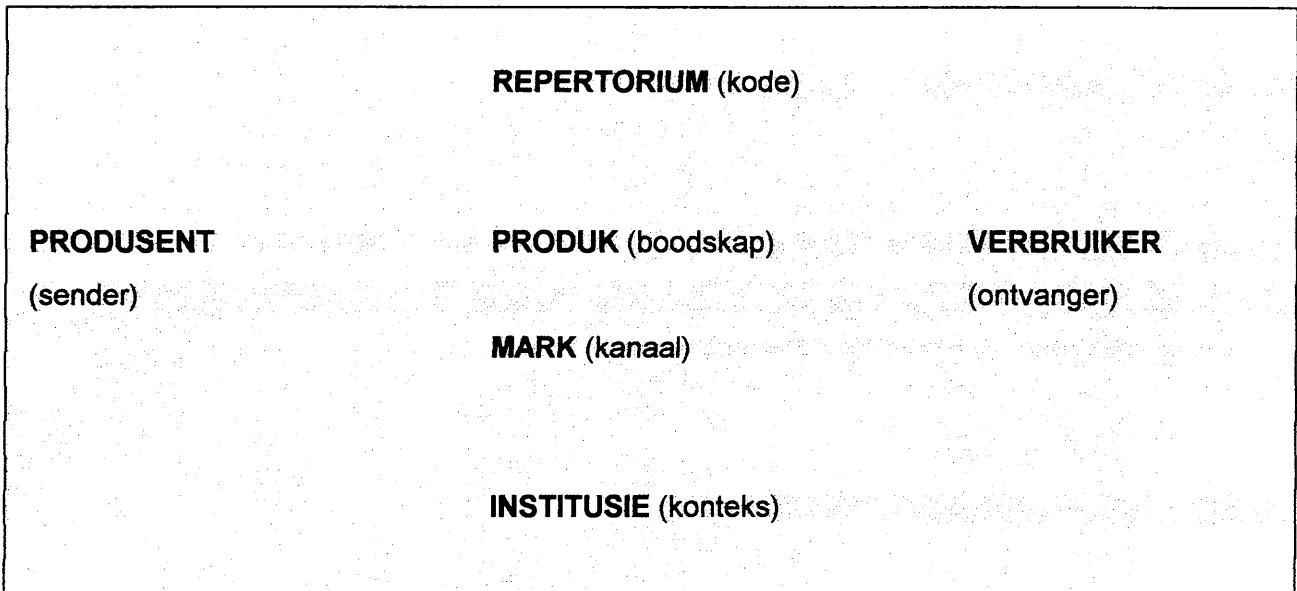 REPERTORIUM (kode)
PRODUSENT PRODUK (boodskap) VERBRUIKER
(sender) (ontvanger)
MARK (kanaal)
INSTITUSIE (konteks)